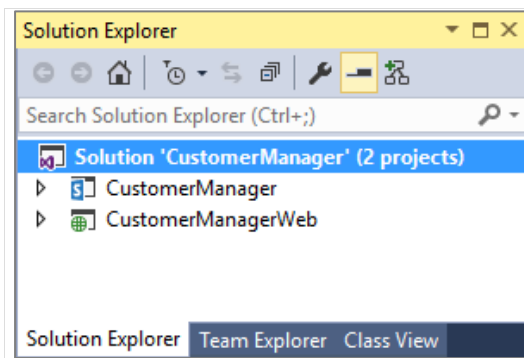 Solution Explorer
Search Solution Explorer (Ctrl+;)
Solution 'CustomerManager' (2 projects)
CustomerManager
CustomerManagerWeb
Solution Explorer Team Explorer Class View